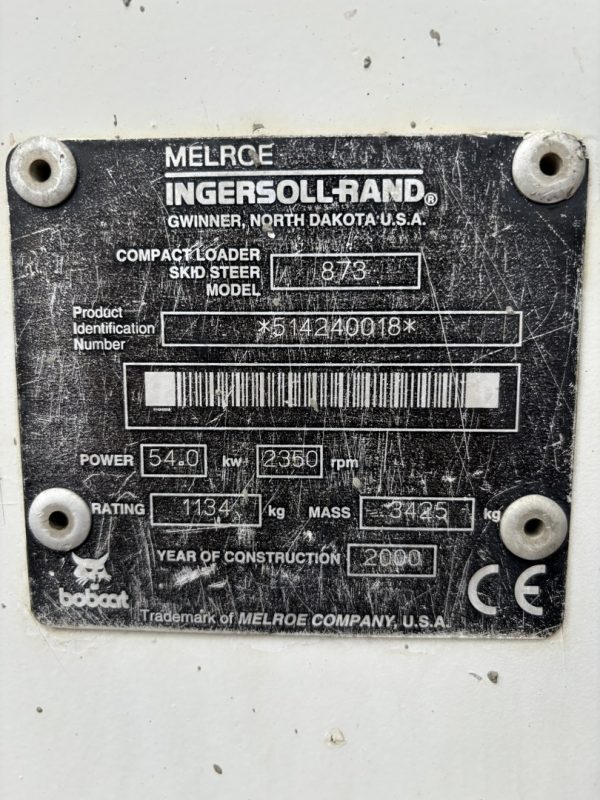 MELROE
INGERSOLL-RAND®
GWINNER, NORTH DAKOTA U.S.A.
COMPACT LOADER
SKID STEER
MODEL 873
Product
Identification
Number *514240018*
POWER 54.0 kw 2350 rpm
RATING 1134 kg MASS 3425 kg
YEAR OF CONSTRUCTION 2000
bobcat CE
Trademark of MELROE COMPANY, U.S.A.